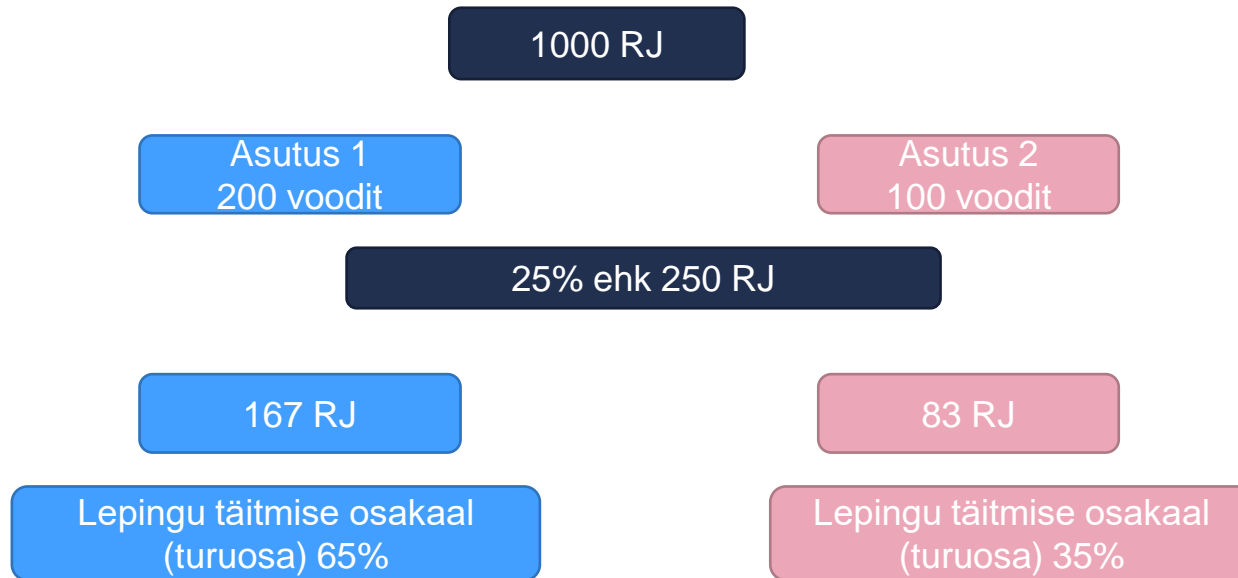 1000 RJ
Asutus 1
200 voodit
Asutus 2
100 voodit
25% ehk 250 RJ
167 RJ
83 RJ
Lepingu täitmise osakaal
(turuosa) 65%
Lepingu täitmise osakaal
(turuosa) 35%